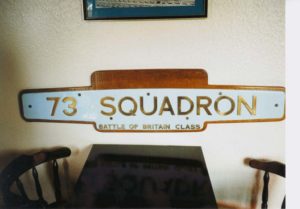 73 SQUADRON
BATTLE OF BRITAIN CLASS